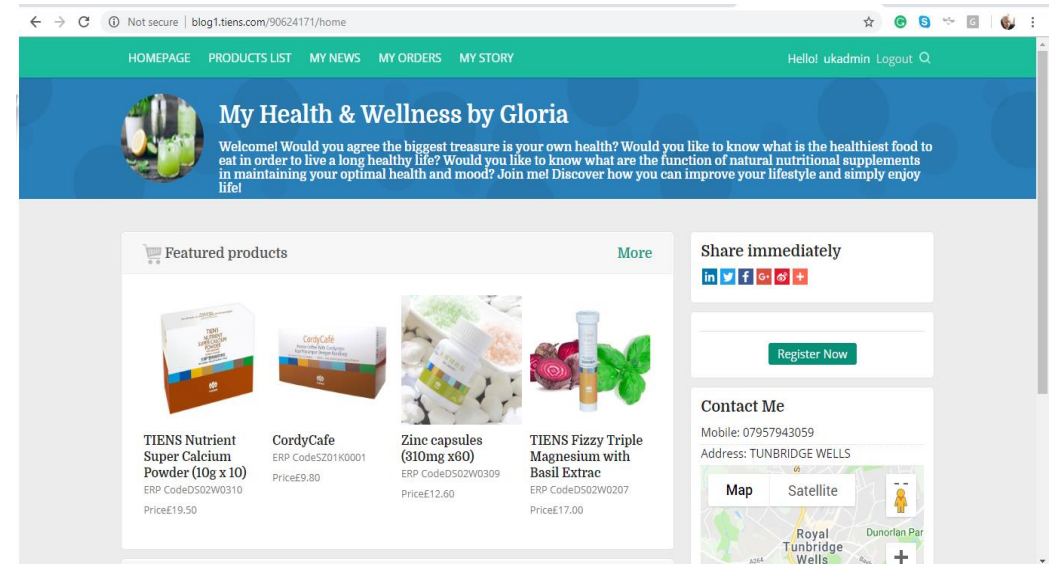 Not secure | blog1.tiens.com/90624171/home
HOMEPAGE PRODUCTS LIST MY NEWS MY ORDERS MY STORY
Hello! ukadmin Logout
My Health & Wellness by Gloria
Welcome! Would you agree the biggest treasure is your own health? Would you like to know what is the healthiest food to
eat in order to live a long healthy life? Would you like to know what are the function of natural nutritional supplements
in maintaining your optimal health and mood? Join me! Discover how you can improve your lifestyle and simply enjoy
life!
Featured products
More
TIENS
NUTRIENT
SUPER CALCIUM
POWDER
CordyCafé
TIENS Nutrient
Super Calcium
Powder (10g x 10)
ERP CodeDS02W0310
Price£19.50
CordyCafe
ERP CodeSZ01K0001
Price£9.80
Zinc capsules
(310mg x60)
ERP CodeDS02W0309
Price£12.60
TIENS Fizzy Triple
Magnesium with
Basil Extrac
ERP CodeDS02W0207
Price£17.00
Share immediately
Register Now
Contact Me
Mobile: 07957943059
Address: TUNBRIDGE WELLS
Map Satellite
Royal
Tunbridge
Wells
Dunorlan Par
A264